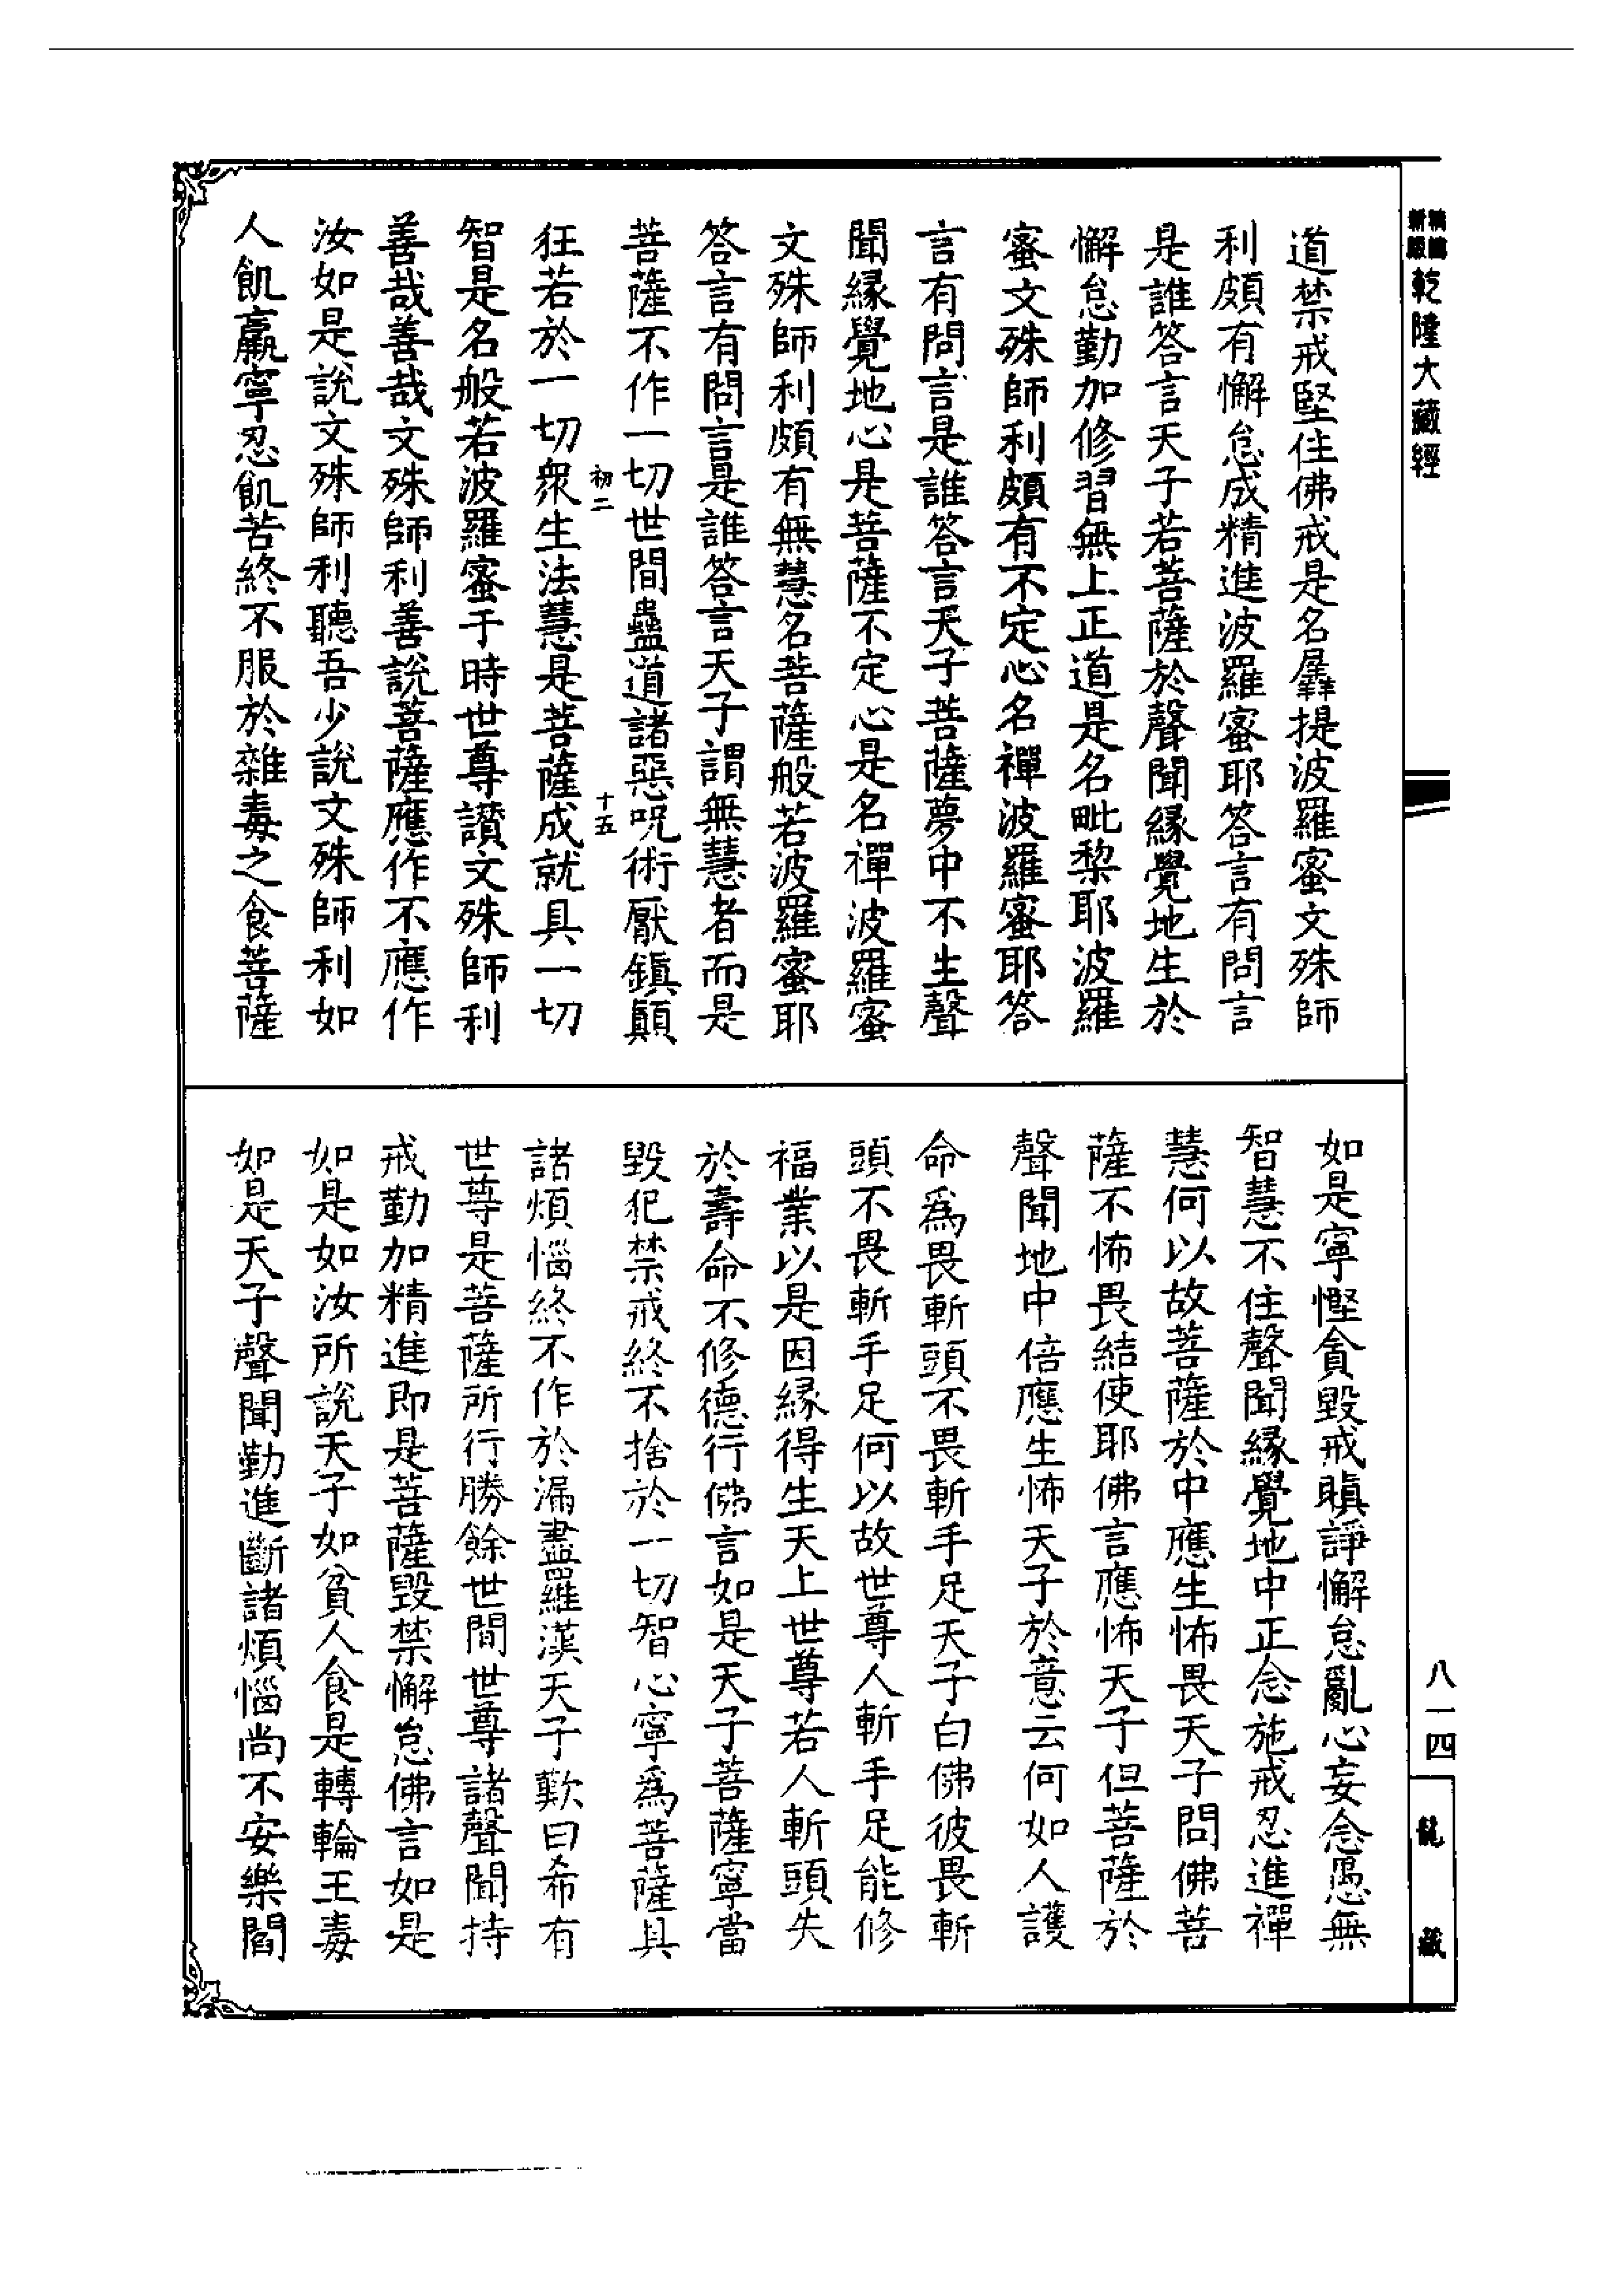 新編縮版乾隆大藏經
道禁戒堅住佛戒是名羼提波羅蜜文殊師
利頗有懈怠成精進波羅蜜耶答言有問言
是誰答言天子若菩薩於聲聞緣覺地生於
懈怠勤加修習無上正道是名毗梨耶波羅
蜜文殊師利頗有不定心名禪波羅蜜耶答
言有問言是誰答言天子菩薩夢中不生聲
聞緣覺地心是菩薩不定心是名禪波羅蜜
文殊師利頗有無慧名菩薩般若波羅蜜耶
答言有問言是誰答言天子謂無慧者而是
菩薩不作一切世間蠱道諸惡呪術厭鎮顛
初二 十五
狂若於一切衆生法慧是菩薩成就具一切
智是名般若波羅蜜于時世尊讚文殊師利
善哉善哉文殊師利善說菩薩應作不應作
汝如是說文殊師利聽吾少說文殊師利如
人飢羸寧忍飢苦終不服於雜毒之食菩薩
如是寧慳貪毀戒瞋諍懈怠亂心妄念愚無
智慧不住聲聞緣覺地中正念施戒忍進禪
慧何以故菩薩於中應生怖畏天子問佛菩
薩不怖畏結使耶佛言應怖天子但菩薩於
聲聞地中倍應生怖天子於意云何如人護
命爲畏斬頭不畏斬手足天子白佛彼畏斬
頭不畏斬手足何以故世尊人斬手足能修
福業以是因緣得生天上世尊若人斬頭失
於壽命不修德行佛言如是天子菩薩寧當
毀犯禁戒終不捨於一切智心寧爲菩薩具
諸煩惱終不作於漏盡羅漢天子歎曰希有
世尊是菩薩所行勝餘世間世尊諸聲聞持
戒勤加精進即是菩薩毀禁懈怠佛言如是
如是如汝所說天子如貧人食是轉輪王毒
如是天子聲聞勤進斷諸煩惱尚不安樂閻
八一四
龍藏